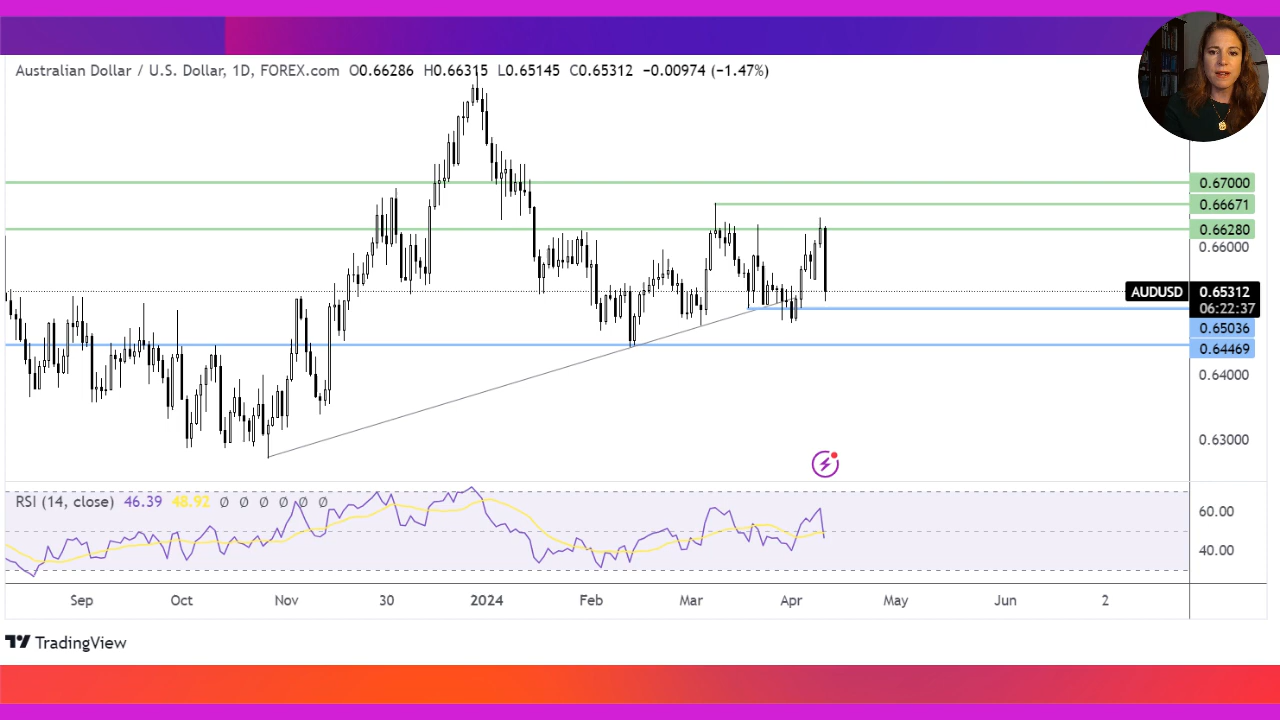 Australian Dollar / U.S. Dollar, 1D, FOREX.com O0.66286 H0.66315 L0.65145 C0.65312 −0.00974 (−1.47%)
0.67000
0.66671
0.66280
0.66000
AUDUSD 0.65312
06:22:37
0.65036
0.64469
0.64000
0.63000
RSI (14, close) 46.39 48.92 Ø Ø Ø Ø Ø Ø
60.00
40.00
Sep Oct Nov 30 2024 Feb Mar Apr May Jun 2
TradingView